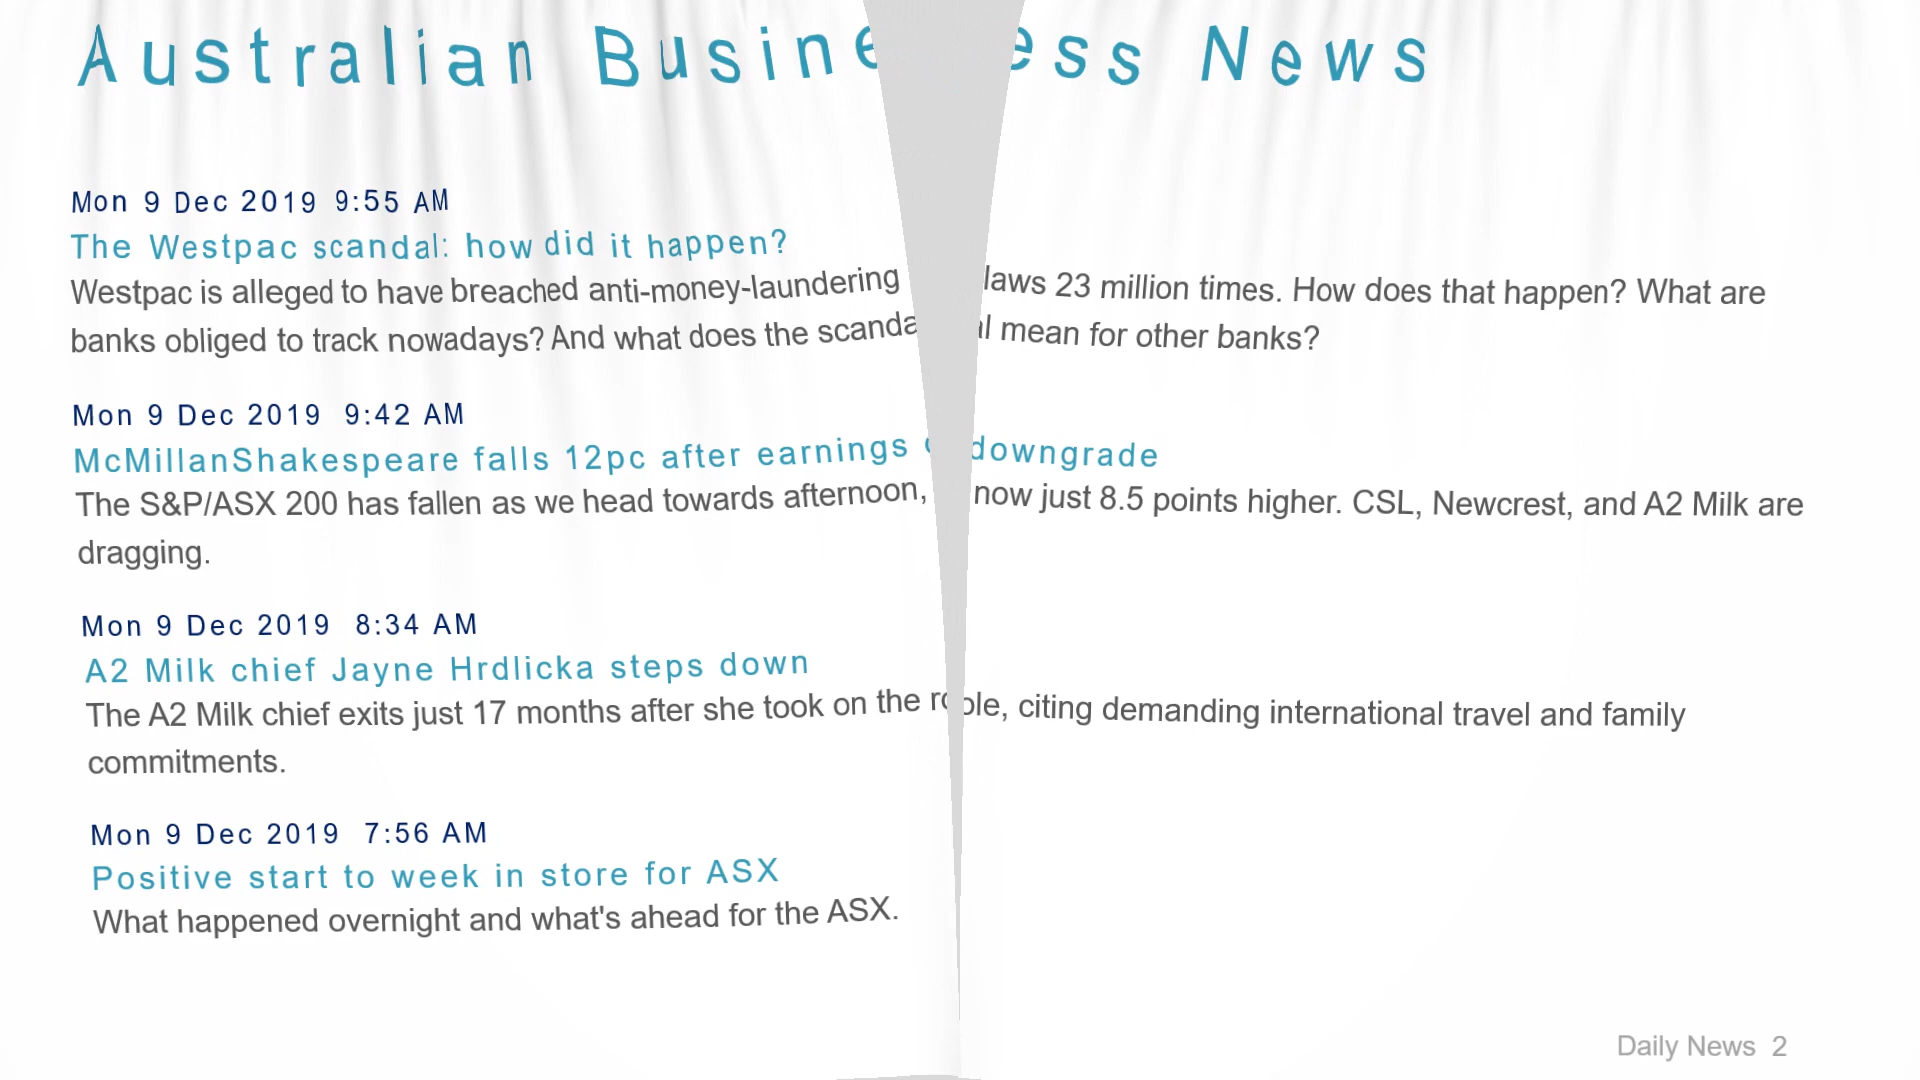 Australian Business News
Mon 9 Dec 2019 9:55 AM
The Westpac scandal: how did it happen?
Westpac is alleged to have breached anti-money-laundering laws 23 million times. How does that happen? What are
banks obliged to track nowadays? And what does the scandal mean for other banks?
Mon 9 Dec 2019 9:42 AM
McMillanShakespeare falls 12pc after earnings downgrade
The S&P/ASX 200 has fallen as we head towards afternoon, now just 8.5 points higher. CSL, Newcrest, and A2 Milk are
dragging.
Mon 9 Dec 2019 8:34 AM
A2 Milk chief Jayne Hrdlicka steps down
The A2 Milk chief exits just 17 months after she took on the role, citing demanding international travel and family
commitments.
Mon 9 Dec 2019 7:56 AM
Positive start to week in store for ASX
What happened overnight and what's ahead for the ASX.
Daily News 2